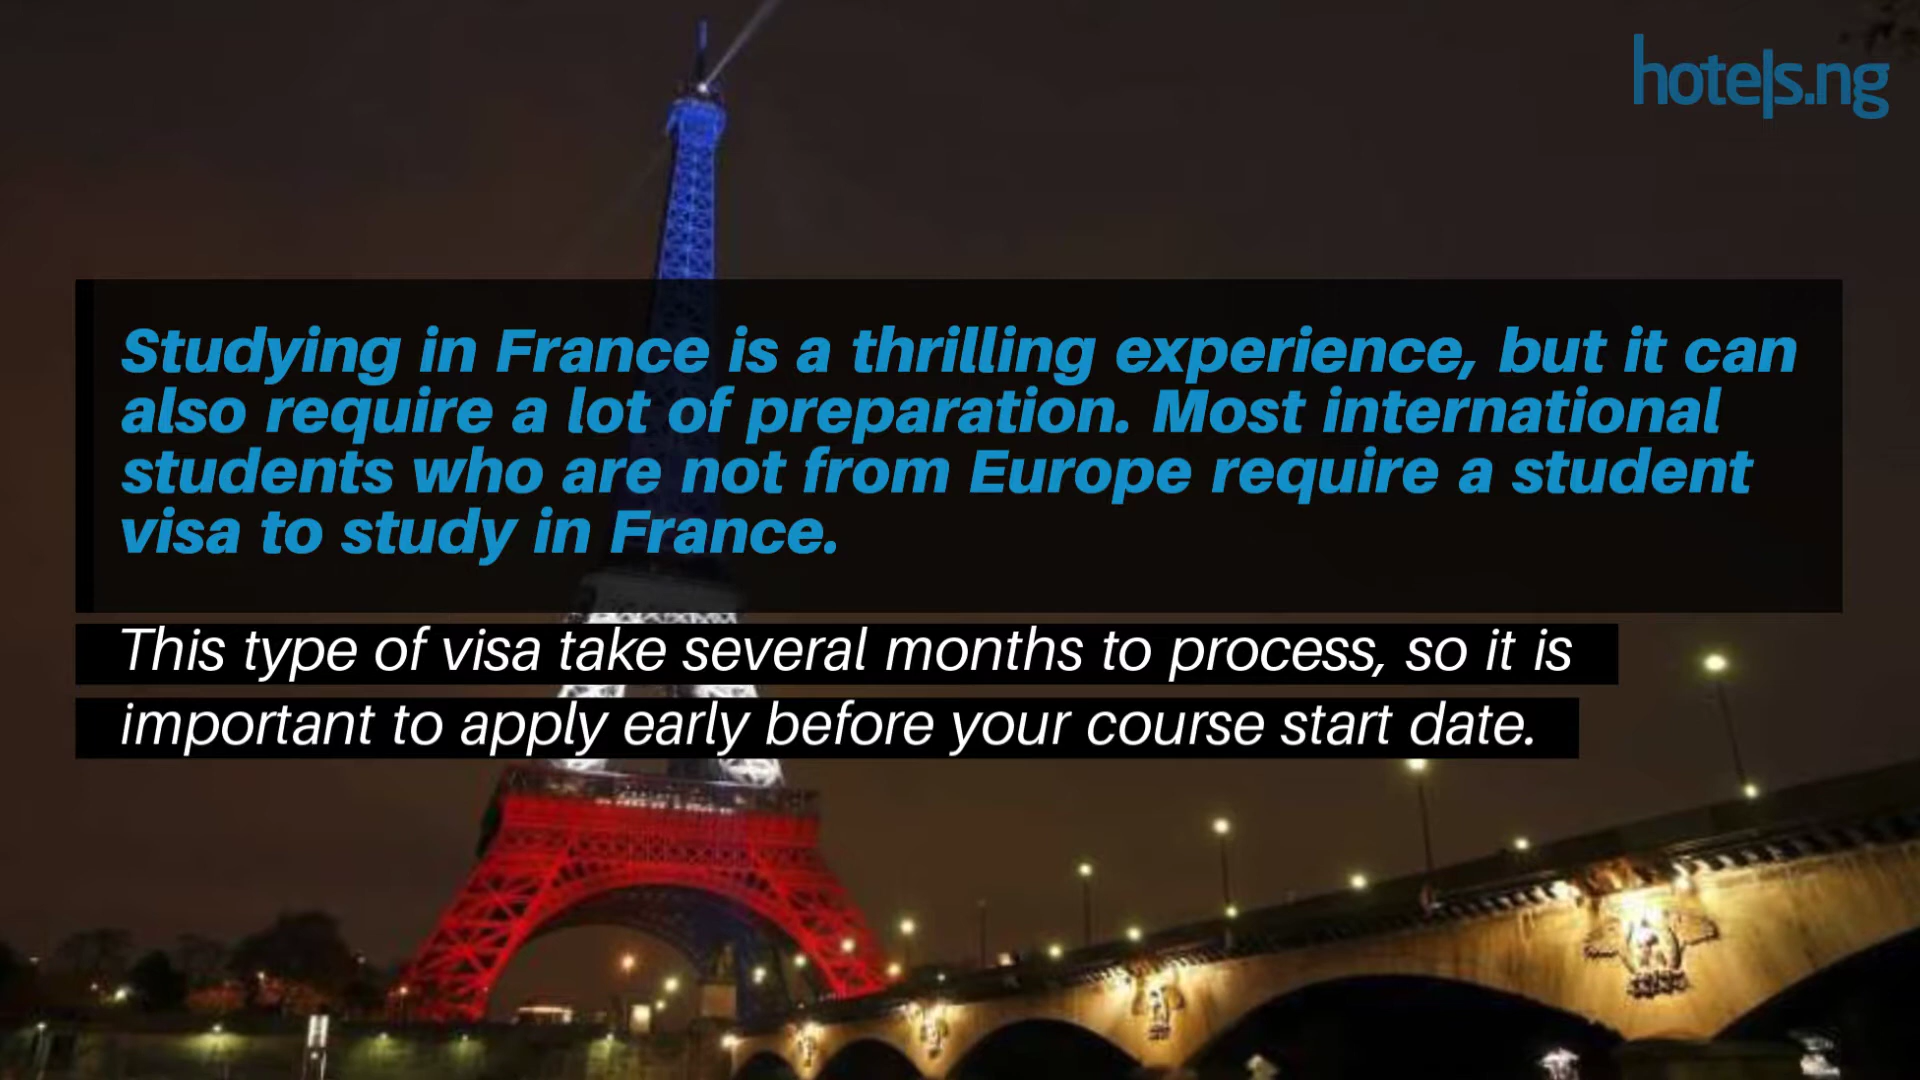 hotels.ng
Studying in France is a thrilling experience, but it can
also require a lot of preparation. Most international
students who are not from Europe require a student
visa to study in France.
This type of visa take several months to process, so it is
important to apply early before your course start date.